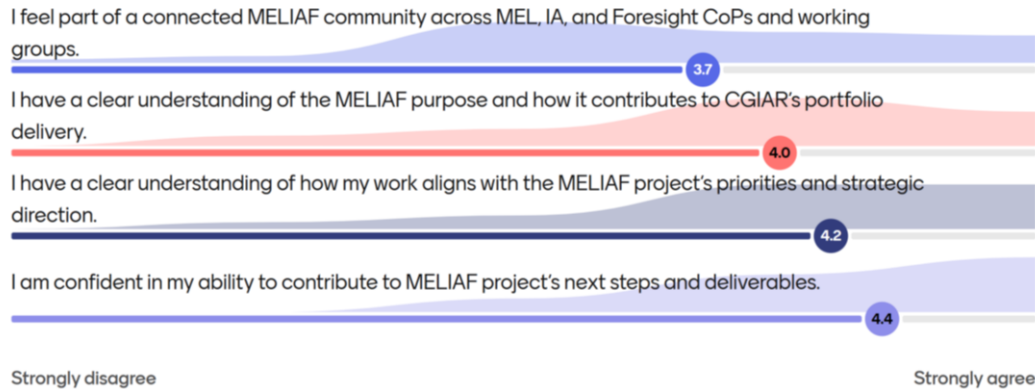 I feel part of a connected MELIAF community across MEL, IA, and Foresight CoPs and working
groups.
3.7
I have a clear understanding of the MELIAF purpose and how it contributes to CGIAR's portfolio
delivery.
4.0
I have a clear understanding of how my work aligns with the MELIAF project's priorities and strategic
direction.
4.2
I am confident in my ability to contribute to MELIAF project's next steps and deliverables.
4.4
Strongly disagree
Strongly agree